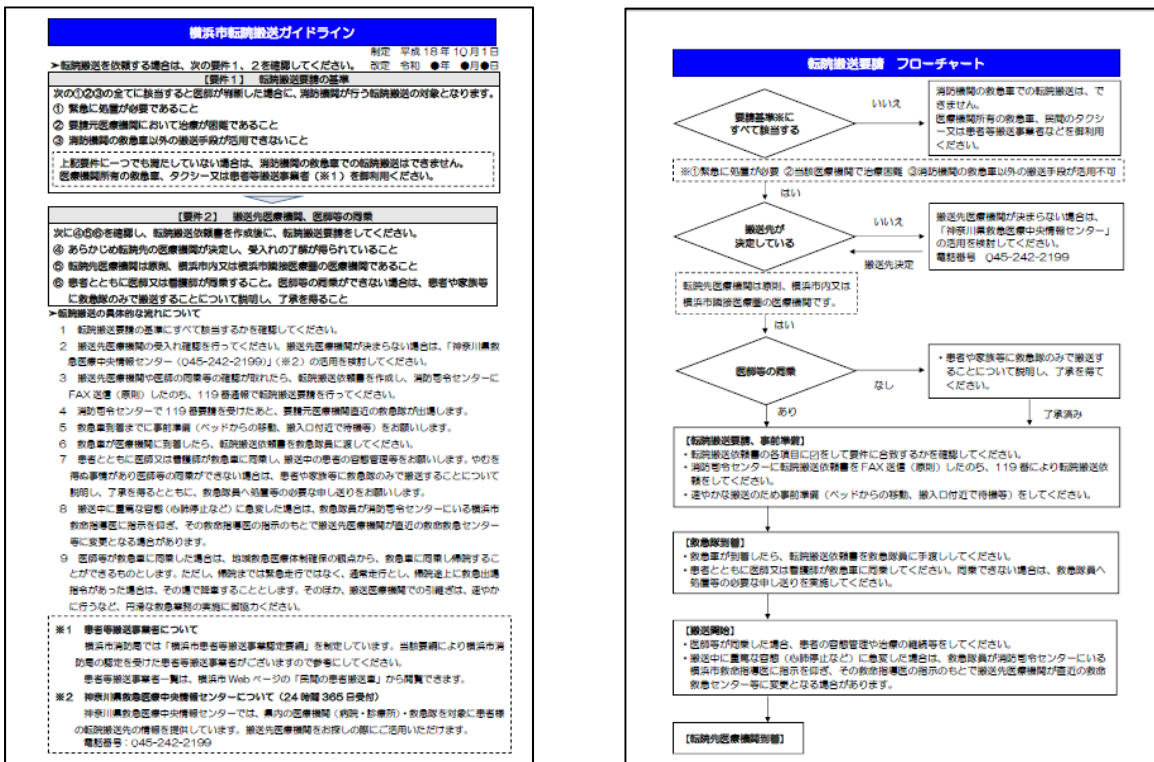 横浜市転院搬送ガイドライン
制定 平成18年10月1日
➤転院搬送を依頼する場合は、次の要件1、2を確認してください。 改定 令和 ●年 ●月●日
【要件1】 転院搬送要請の基準
次の①②③の全てに該当すると医師が判断した場合に、消防機関が行う転院搬送の対象となります。
① 緊急に処置が必要であること
② 要請元医療機関において治療が困難であること
③ 消防機関の救急車以外の搬送手段が活用できないこと
上記要件に一つでも満たしていない場合は、消防機関の救急車での転院搬送はできません。
医療機関所有の救急車、タクシー又は患者等搬送事業者(※1)を御利用ください。
【要件2】 搬送先医療機関、医師等の同乗
次に④⑤⑥を確認し、転院搬送依頼書を作成後に、転院搬送要請をしてください。
④ あらかじめ転院先の医療機関が決定し、受入れの了解が得られていること
⑤ 転院先医療機関は原則、横浜市内又は横浜市隣接医療圏の医療機関であること
⑥ 患者とともに医師又は看護師が同乗すること。医師等の同乗ができない場合は、患者や家族等
に救急隊のみで搬送することについて説明し、了承を得ること
➤転院搬送の具体的な流れについて
1 転院搬送要請の基準にすべて該当するかを確認してください。
2 搬送先医療機関の受入れ確認を行ってください。搬送先医療機関が決まらない場合は、「神奈川県救
急医療中央情報センター(045-242-2199)」(※2)の活用を検討してください。
3 搬送先医療機関や医師の同乗等の確認が取れたら、転院搬送依頼書を作成し、消防司令センターに
FAX送信(原則)したのち、119番通報で転院搬送要請を行ってください。
4 消防司令センターで119番要請を受けたあと、要請元医療機関直近の救急隊が出場します。
5 救急車到着までに事前準備(ベッドからの移動、搬入口付近で待機等)をお願いします。
6 救急車が医療機関に到着したら、転院搬送依頼書を救急隊員に渡してください。
7 患者とともに医師又は看護師が救急車に同乗し、搬送中の患者の容態管理等をお願いします。やむを
得ぬ事情があり医師等の同乗ができない場合は、患者や家族等に救急隊のみで搬送することについて
説明し、了承を得るとともに、救急隊員へ処置等の必要な申し送りをお願いします。
8 搬送中に重篤な容態(心肺停止など)に急変した場合は、救急隊員が消防司令センターにいる横浜市
救命指導医に指示を仰ぎ、その救命指導医の指示のもとで搬送先医療機関が直近の救命救急センター
等に変更となる場合があります。
9 医師等が救急車に同乗した場合は、地域救急医療体制確保の観点から、救急車に同乗し帰院するこ
とができるものとします。ただし、帰院までは緊急走行ではなく、通常走行とし、帰院途上に救急出場
指令があった場合は、その場で降車することとします。そのほか、搬送医療機関での引継ぎは、速やか
に行うなど、円滑な救急業務の実施に御協力ください。
※1 患者等搬送事業者について
横浜市消防局では「横浜市患者等搬送事業認定要綱」を制定しています。当該要綱により横浜市消
防局の認定を受けた患者等搬送事業者がございますので参考にしてください。
患者等搬送事業者一覧は、横浜市Webページの「民間の患者搬送車」から閲覧できます。
※2 神奈川県救急医療中央情報センターについて(24時間365日受付)
神奈川県救急医療中央情報センターでは、県内の医療機関(病院・診療所)・救急隊を対象に患者様
の転院搬送先の情報を提供しています。搬送先医療機関をお探しの際にご活用いただけます。
電話番号:045-242-2199
転院搬送要請 フローチャート
要請基準※に
すべて該当する
いいえ
消防機関の救急車での転院搬送は、で
きません。
医療機関所有の救急車、民間のタクシ
ー又は患者等搬送事業者などを御利用
ください。
※①緊急に処置が必要 ②当該医療機関で治療困難 ③消防機関の救急車以外の搬送手段が活用不可
はい
搬送先が
決定している
いいえ
搬送先決定
搬送先医療機関が決まらない場合は、
「神奈川県救急医療中央情報センター」
の活用を検討してください。
電話番号 045-242-2199
転院先医療機関は原則、横浜市内又は
横浜市隣接医療圏の医療機関です。
はい
医師等の同乗
なし
・患者や家族等に救急隊のみで搬送す
ることについて説明し、了承を得て
ください。
あり
了承済み
【転院搬送要請、事前準備】
・転院搬送依頼書の各項目に☑をして要件に合致するかを確認してください。
・消防司令センターに転院搬送依頼書をFAX送信(原則)したのち、119番により転院搬送依
頼をしてください。
・速やかな搬送のため事前準備(ベッドからの移動、搬入口付近で待機等)をしてください。
【救急隊到着】
・救急車が到着したら、転院搬送依頼書を救急隊員に手渡ししてください。
・患者とともに医師又は看護師が救急車に同乗してください。同乗できない場合は、救急隊員へ
処置等の必要な申し送りを実施してください。
【搬送開始】
・医師等が同乗した場合、患者の容態管理や治療の継続等をしてください。
・搬送中に重篤な容態(心肺停止など)に急変した場合は、救急隊員が消防司令センターにいる
横浜市救命指導医に指示を仰ぎ、その救命指導医の指示のもとで搬送先医療機関が直近の救命
救急センター等に変更となる場合があります。
【転院先医療機関到着】